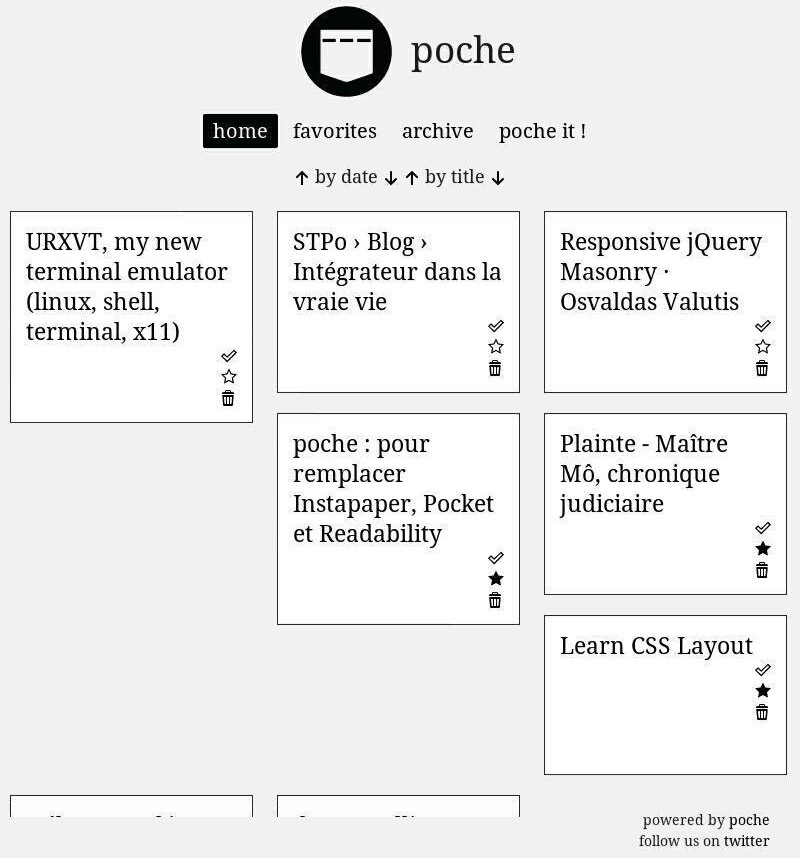 poche
home favorites archive poche it !
by date by title
URXVT, my new
terminal emulator
(linux, shell,
terminal, x11)
STPo › Blog ›
Intégrateur dans la
vraie vie
Responsive jQuery
Masonry ·
Osvaldas Valutis
poche : pour
remplacer
Instapaper, Pocket
et Readability
Plainte - Maître
Mô, chronique
judiciaire
Learn CSS Layout
powered by poche
follow us on twitter